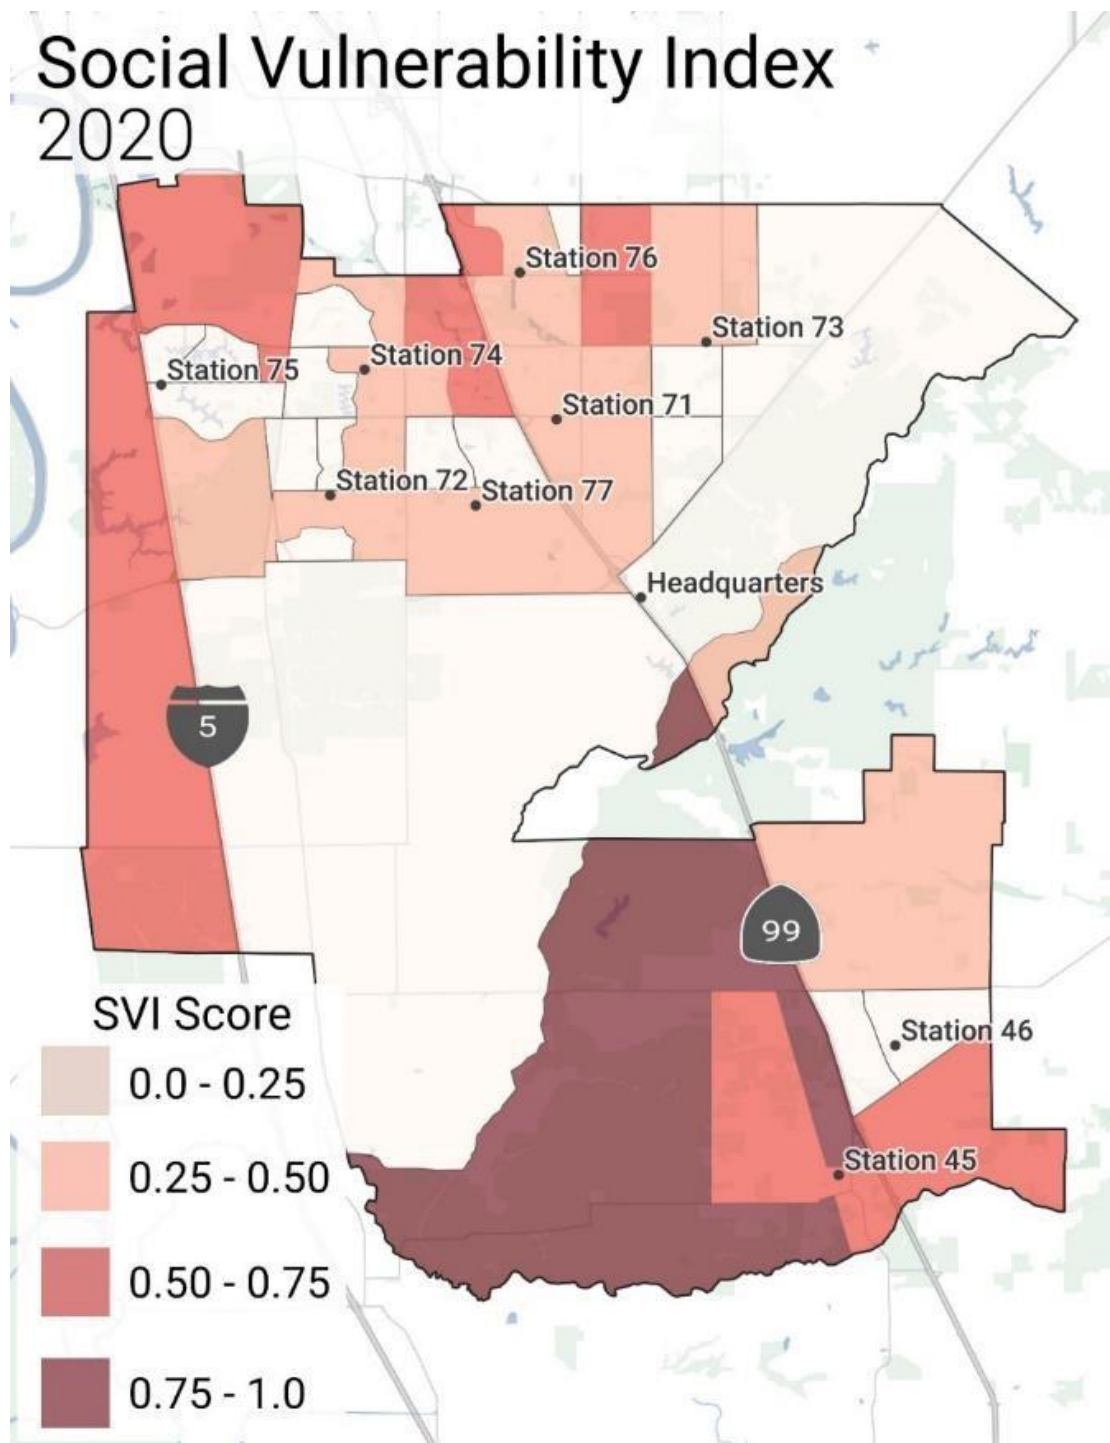 Social Vulnerability Index
2020
Station 76
Station 73
Station 74
Station 75
Station 71
Station 72
Station 77
Headquarters
5
99
SVI Score
Station 46
0.0 - 0.25
Station 45
0.25 - 0.50
0.50 - 0.75
0.75 - 1.0